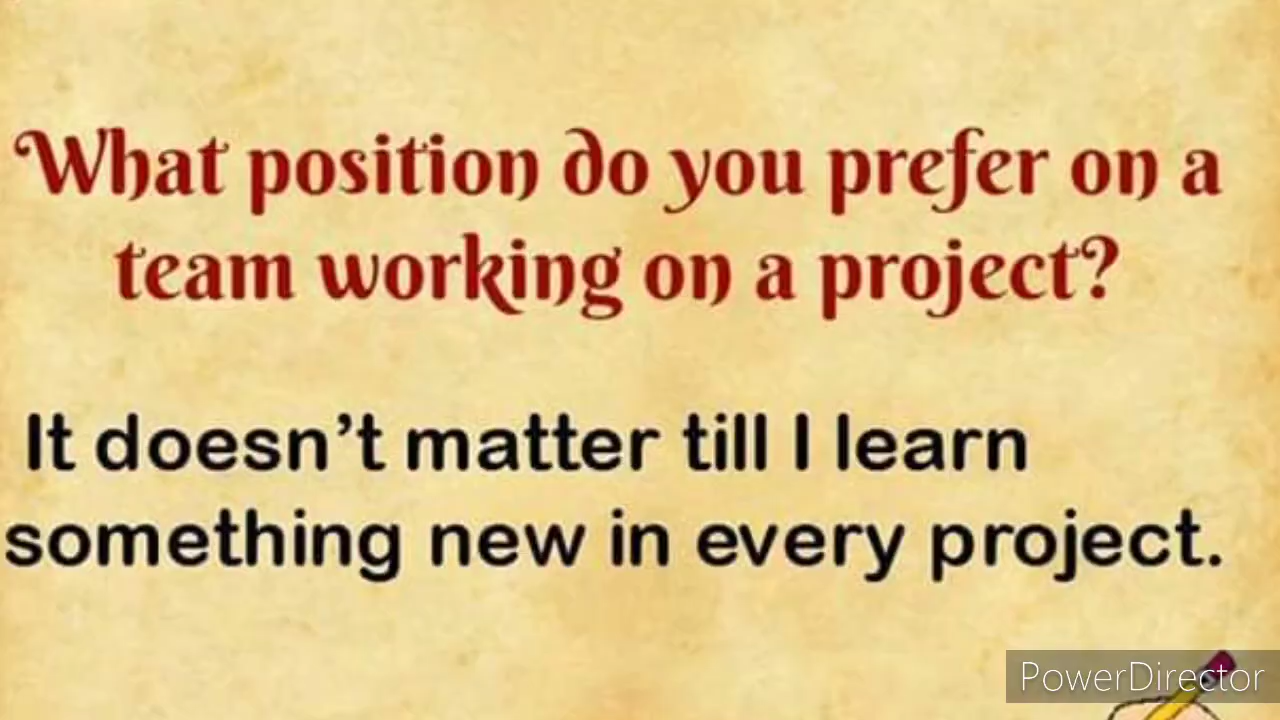 What position do you prefer on a
team working on a project?
It doesn't matter till I learn
something new in every project.
PowerDirector